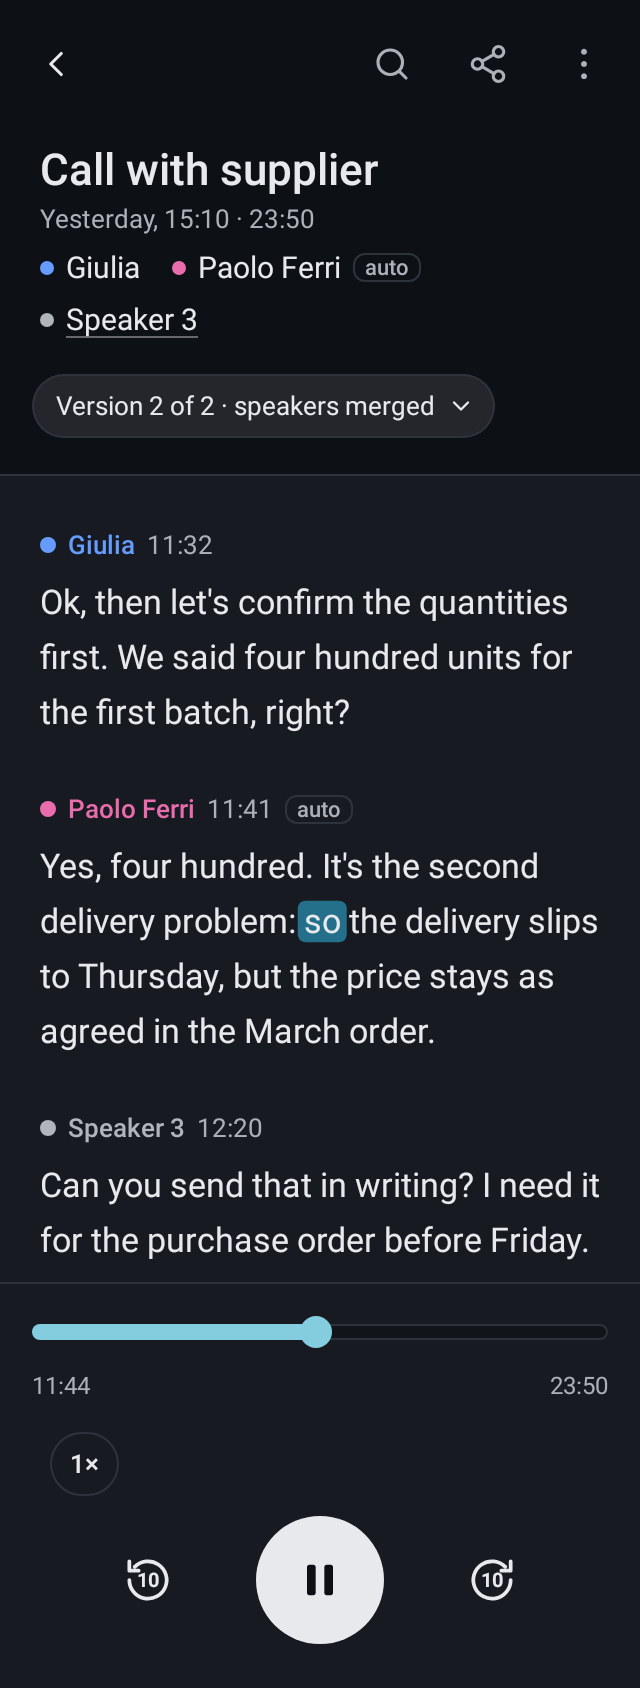 Call with supplier
Yesterday, 15:10 · 23:50
Giulia Paolo Ferri auto
Speaker 3
Version 2 of 2 · speakers merged
Giulia 11:32
Ok, then let's confirm the quantities
first. We said four hundred units for
the first batch, right?
Paolo Ferri 11:41 auto
Yes, four hundred. It's the second
delivery problem: so the delivery slips
to Thursday, but the price stays as
agreed in the March order.
Speaker 3 12:20
Can you send that in writing? I need it
for the purchase order before Friday.
11:44 23:50
1×
10 10